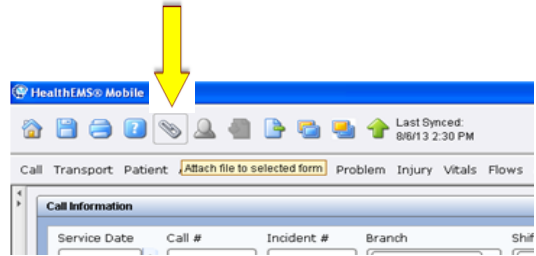 HealthEMS® Mobile
Last Synced:
8/6/13 2:30 PM
Call Transport Patient Attach file to selected form Problem Injury Vitals Flows
Call Information
Service Date Call # Incident # Branch